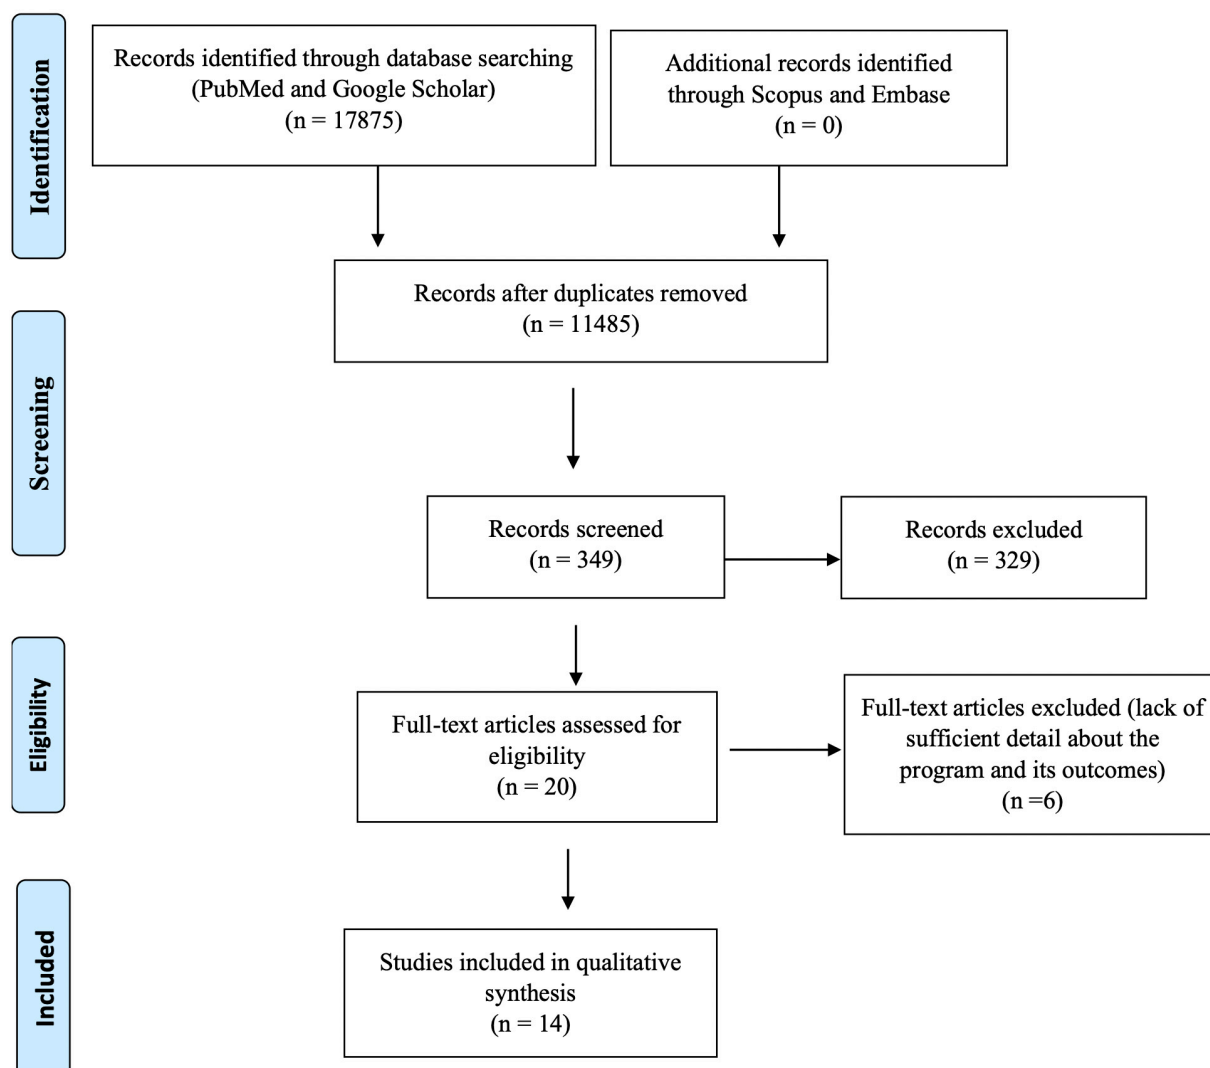 Identification
Records identified through database searching
(PubMed and Google Scholar)
(n = 17875)
Additional records identified
through Scopus and Embase
(n = 0)
Records after duplicates removed
(n = 11485)
Screening
Records screened
(n = 349)
Records excluded
(n = 329)
Eligibility
Full-text articles assessed for
eligibility
(n = 20)
Full-text articles excluded (lack of
sufficient detail about the
program and its outcomes)
(n =6)
Included
Studies included in qualitative
synthesis
(n = 14)